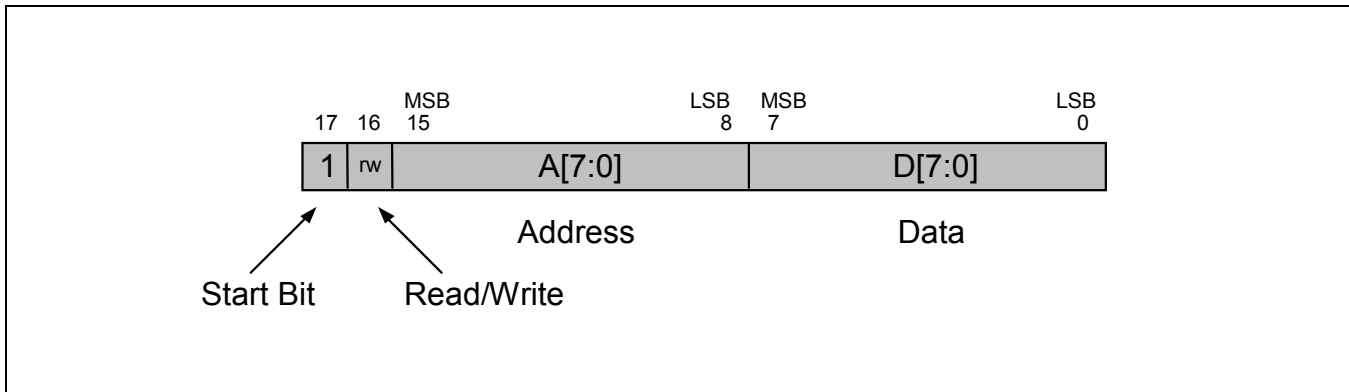 MSB LSB MSB LSB
17 16 15 8 7 0
1 rw A[7:0] D[7:0]
Address Data
Start Bit Read/Write